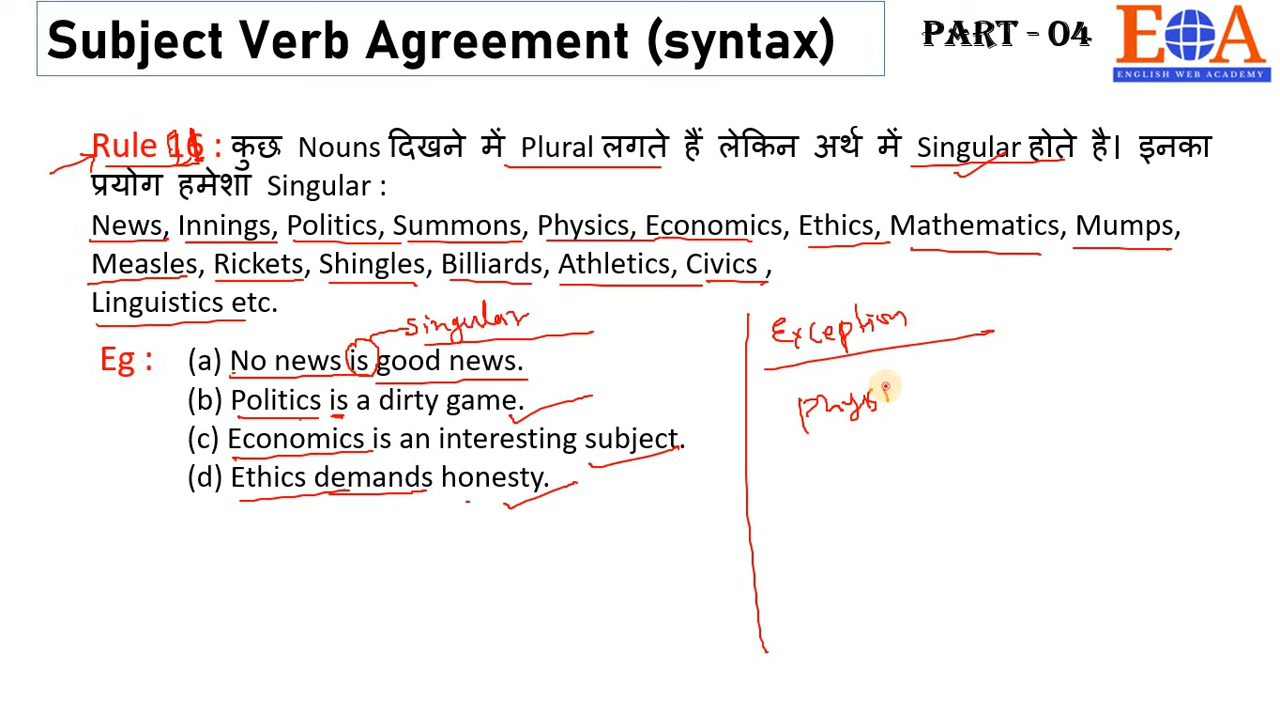 Subject Verb Agreement (syntax)
PART - 04
EWA
ENGLISH WEB ACADEMY
Rule 11 : कुछ Nouns दिखने में Plural लगते हैं लेकिन अर्थ में Singular होते है। इनका
प्रयोग हमेशा Singular :
News, Innings, Politics, Summons, Physics, Economics, Ethics, Mathematics, Mumps,
Measles, Rickets, Shingles, Billiards, Athletics, Civics ,
Linguistics etc.
singular
Exception
Eg : (a) No news is good news.
(b) Politics is a dirty game.
(c) Economics is an interesting subject.
(d) Ethics demands honesty.
Physi